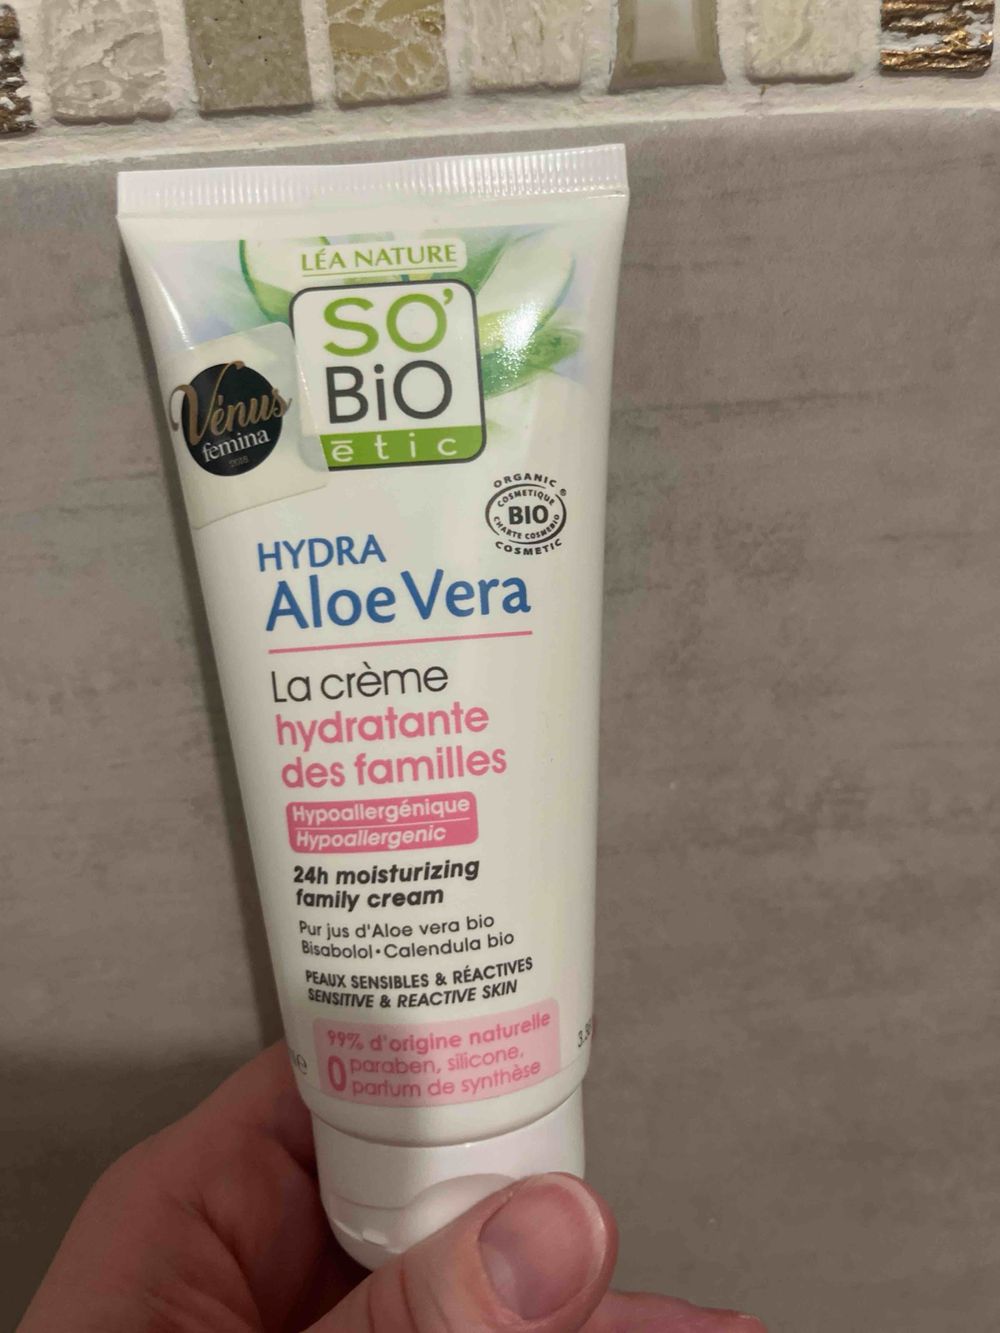 LÉA NATURE
SO'
BiO
étic
Vénus
femina
2018
ORGANIC
COSMETIQUE
BIO
CHARTE COSMEBIO
COSMETIC
HYDRA
Aloe Vera
La crème
hydratante
des familles
Hypoallergénique
Hypoallergenic
24h moisturizing
family cream
Pur jus d'Aloe vera bio
Bisabolol • Calendula bio
PEAUX SENSIBLES & RÉACTIVES
SENSITIVE & REACTIVE SKIN
99% d'origine naturelle
0 paraben, silicone,
parfum de synthèse